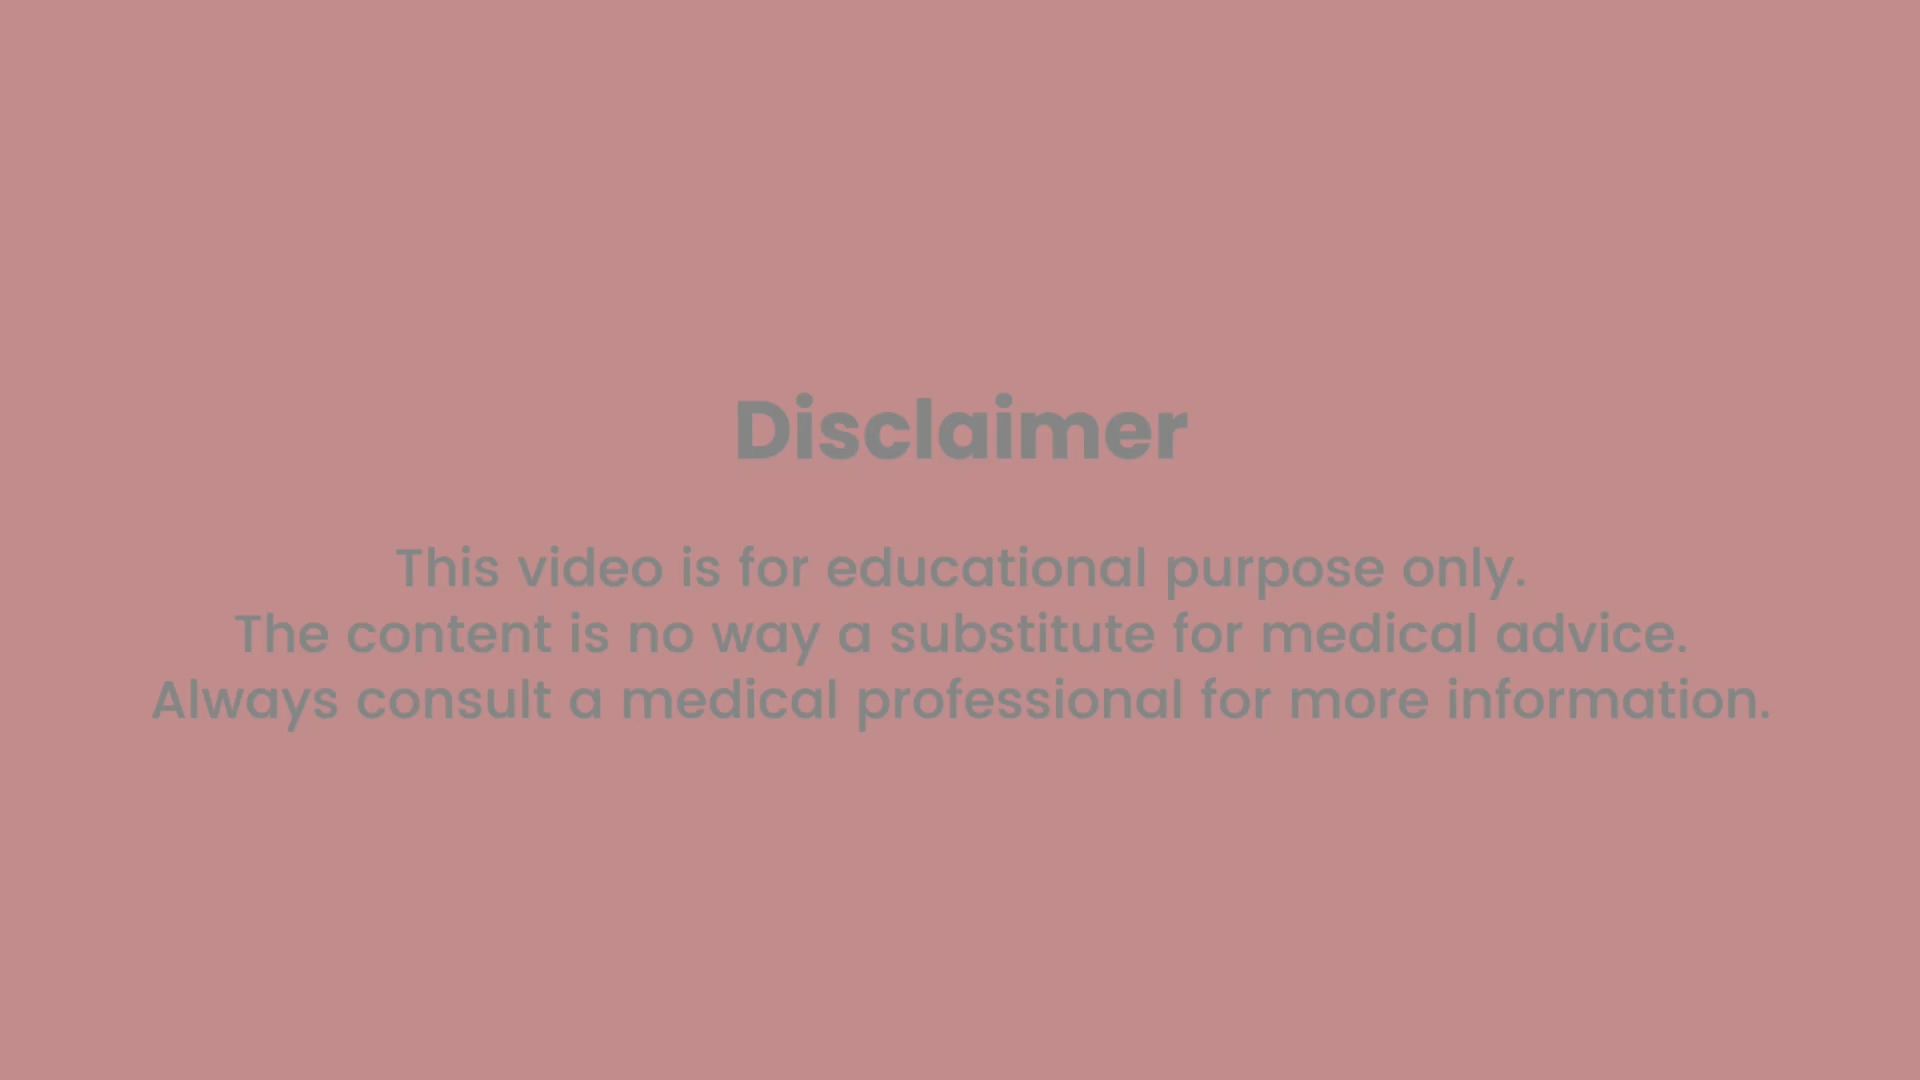 Disclaimer
This video is for educational purpose only.
The content is no way a substitute for medical advice.
Always consult a medical professional for more information.